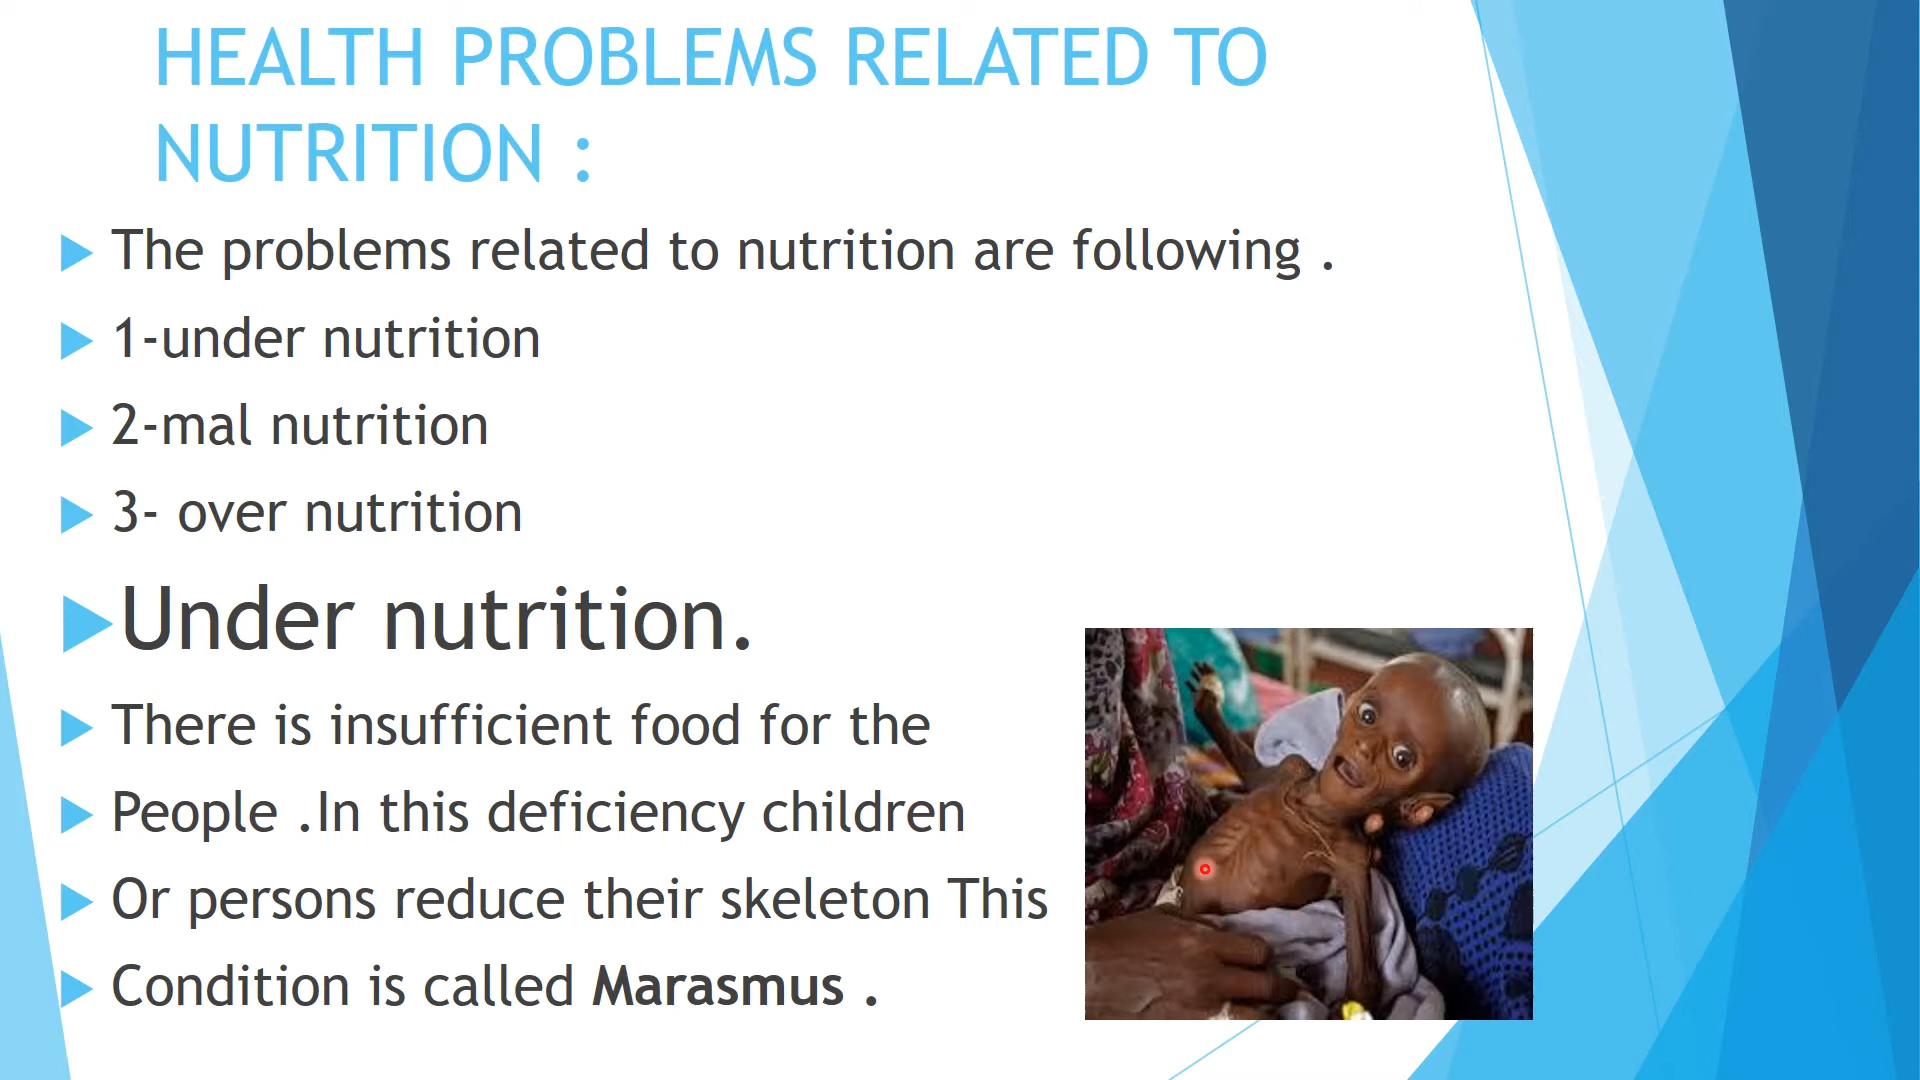 HEALTH PROBLEMS RELATED TO
NUTRITION :
The problems related to nutrition are following .
1-under nutrition
2-mal nutrition
3- over nutrition
Under nutrition.
There is insufficient food for the
People .In this deficiency children
Or persons reduce their skeleton This
Condition is called Marasmus .